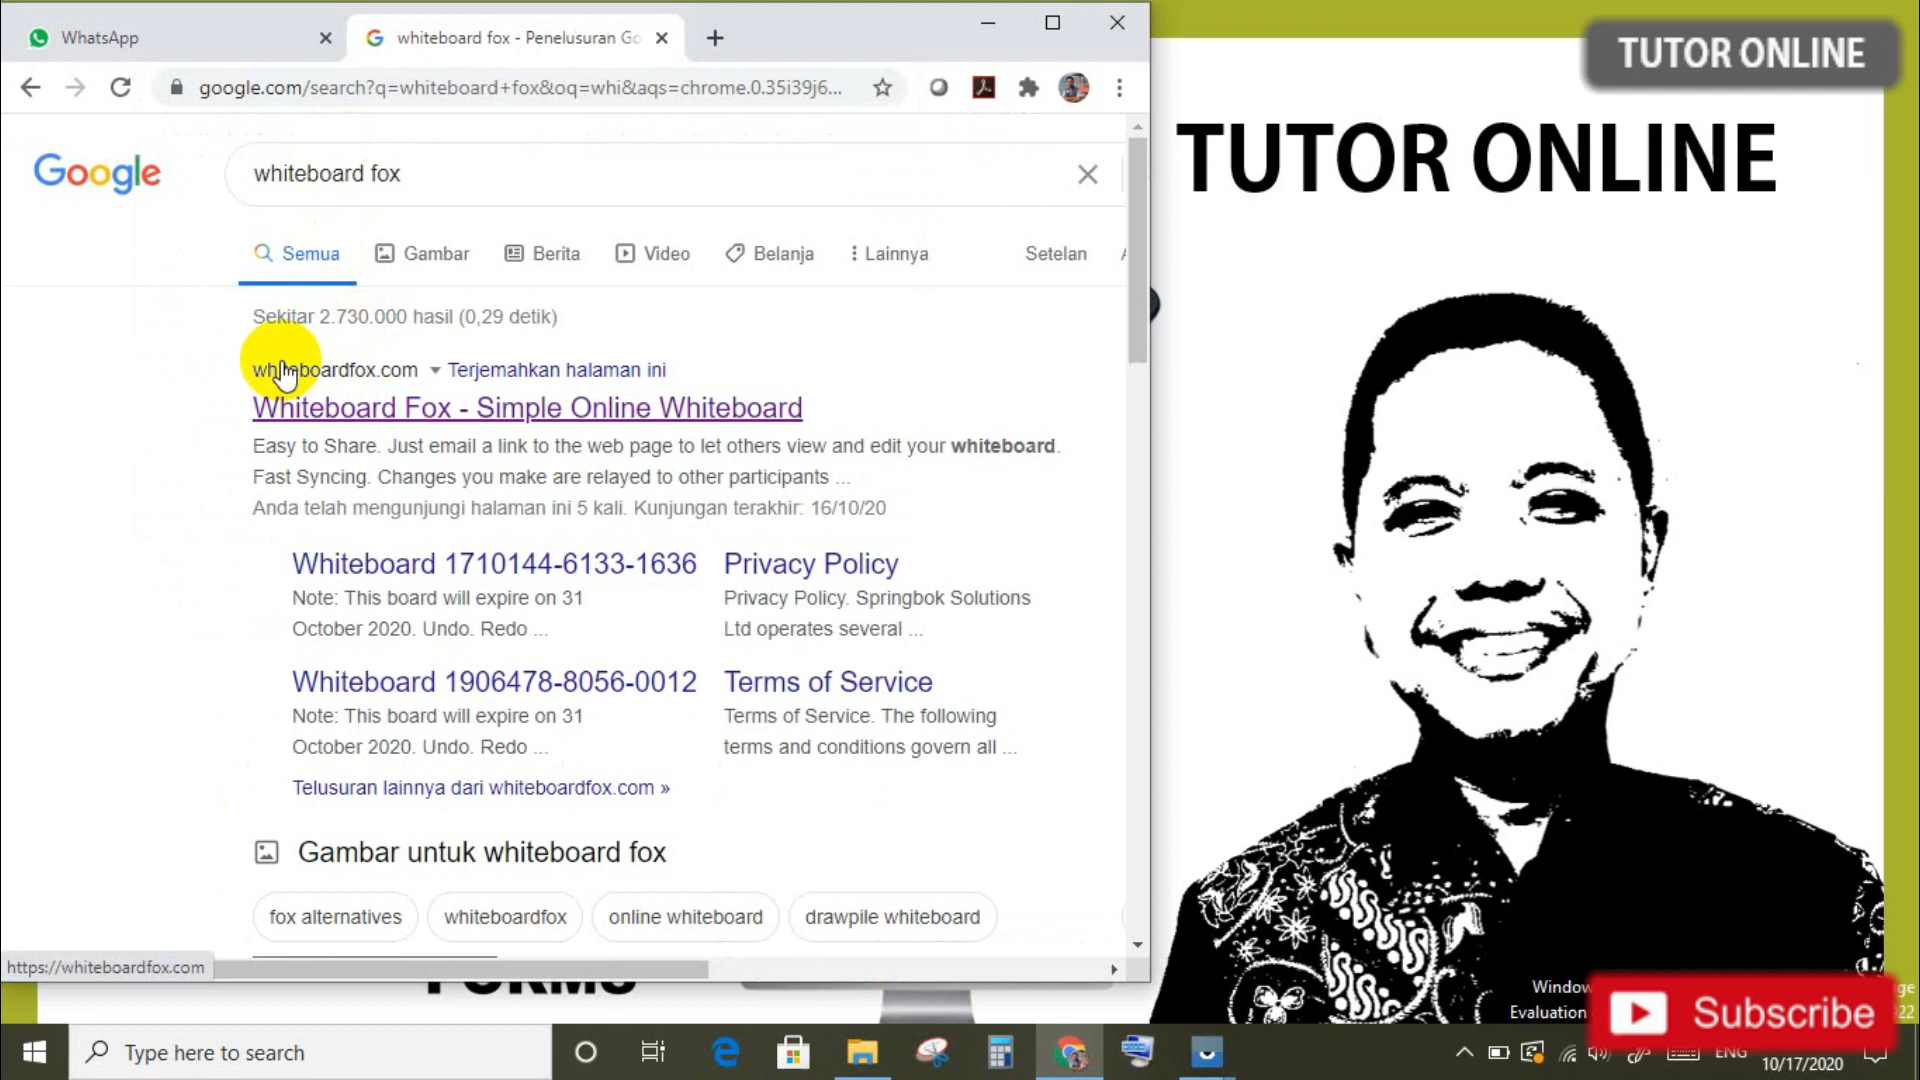 WhatsApp
whiteboard fox - Penelusuran Go
TUTOR ONLINE
google.com/search?q=whiteboard+fox&oq=whi&aqs=chrome.0.35i39j6...
TUTOR ONLINE
Google
whiteboard fox
Semua Gambar Berita Video Belanja Lainnya Setelan
Sekitar 2.730.000 hasil (0,29 detik)
whiteboardfox.com Terjemahkan halaman ini
Whiteboard Fox - Simple Online Whiteboard
Easy to Share. Just email a link to the web page to let others view and edit your whiteboard.
Fast Syncing. Changes you make are relayed to other participants ...
Anda telah mengunjungi halaman ini 5 kali. Kunjungan terakhir: 16/10/20
Whiteboard 1710144-6133-1636
Note: This board will expire on 31
October 2020. Undo. Redo ...
Privacy Policy
Privacy Policy. Springbok Solutions
Ltd operates several ...
Whiteboard 1906478-8056-0012
Note: This board will expire on 31
October 2020. Undo. Redo ...
Terms of Service
Terms of Service. The following
terms and conditions govern all ...
Telusuran lainnya dari whiteboardfox.com »
Gambar untuk whiteboard fox
fox alternatives whiteboardfox online whiteboard drawpile whiteboard
https://whiteboardfox.com
Evaluation
Subscribe
Type here to search
ENG
10/17/2020